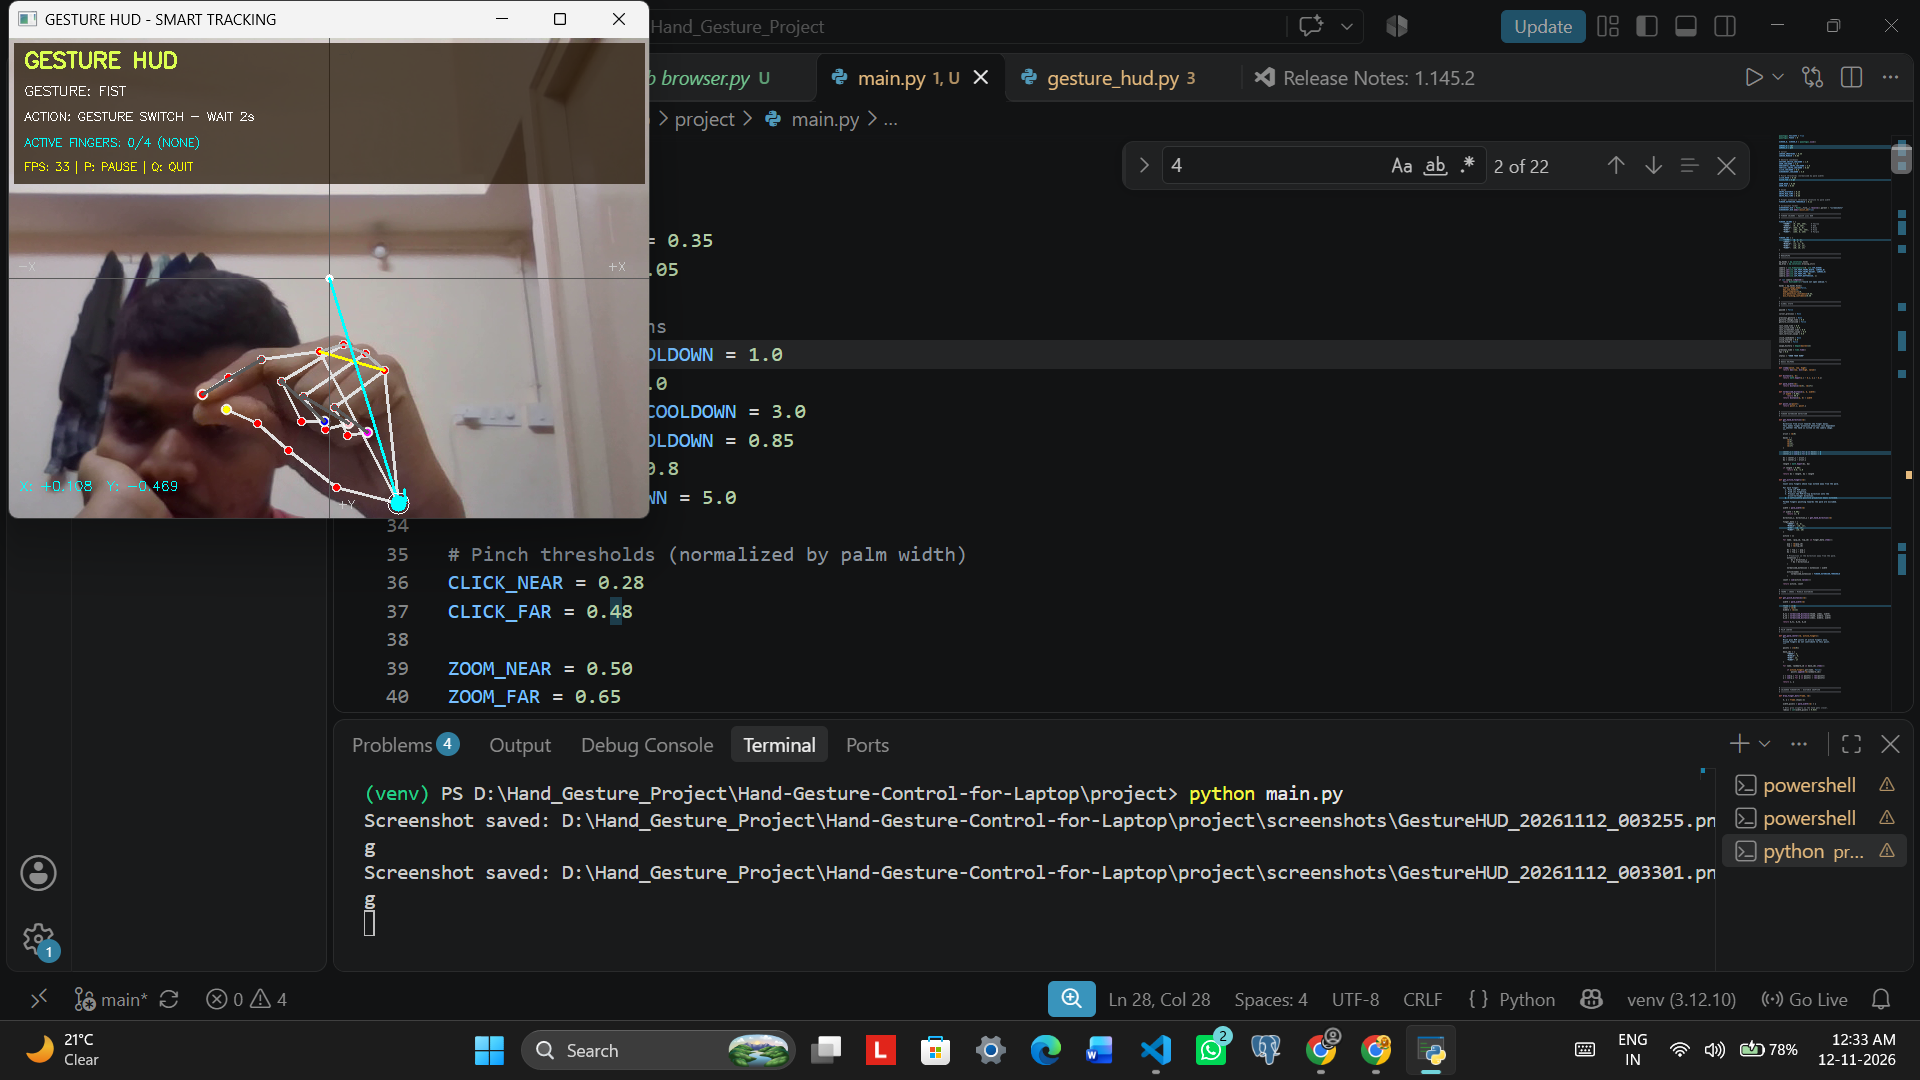 GESTURE HUD - SMART TRACKING
GESTURE HUD
GESTURE: FIST
ACTION: GESTURE SWITCH - WAIT 2s
ACTIVE FINGERS: 0/4 (NONE)
FPS: 33 | P: PAUSE | Q: QUIT
-X
+X
+Y
X: +0.108 Y: -0.469
Hand_Gesture_Project
Update
browser.py U
main.py 1, U
gesture_hud.py 3
Release Notes: 1.145.2
project > main.py > ...
4
Aa ab .*
2 of 22
= 0.35
.05
ns
OLDOWN = 1.0
.0
COOLDOWN = 3.0
OLDOWN = 0.85
0.8
WN = 5.0
34
35 # Pinch thresholds (normalized by palm width)
36 CLICK_NEAR = 0.28
37 CLICK_FAR = 0.48
38
39 ZOOM_NEAR = 0.50
40 ZOOM_FAR = 0.65
Problems 4 Output Debug Console Terminal Ports
(venv) PS D:\Hand_Gesture_Project\Hand-Gesture-Control-for-Laptop\project> python main.py
Screenshot saved: D:\Hand_Gesture_Project\Hand-Gesture-Control-for-Laptop\project\screenshots\GestureHUD_20261112_003255.pn
g
Screenshot saved: D:\Hand_Gesture_Project\Hand-Gesture-Control-for-Laptop\project\screenshots\GestureHUD_20261112_003301.pn
g
powershell
powershell
python pr...
1
main* 0 4
Ln 28, Col 28 Spaces: 4 UTF-8 CRLF { } Python venv (3.12.10) Go Live
21°C
Clear
Search
L
W
2
ENG
IN
78%
12:33 AM
12-11-2026